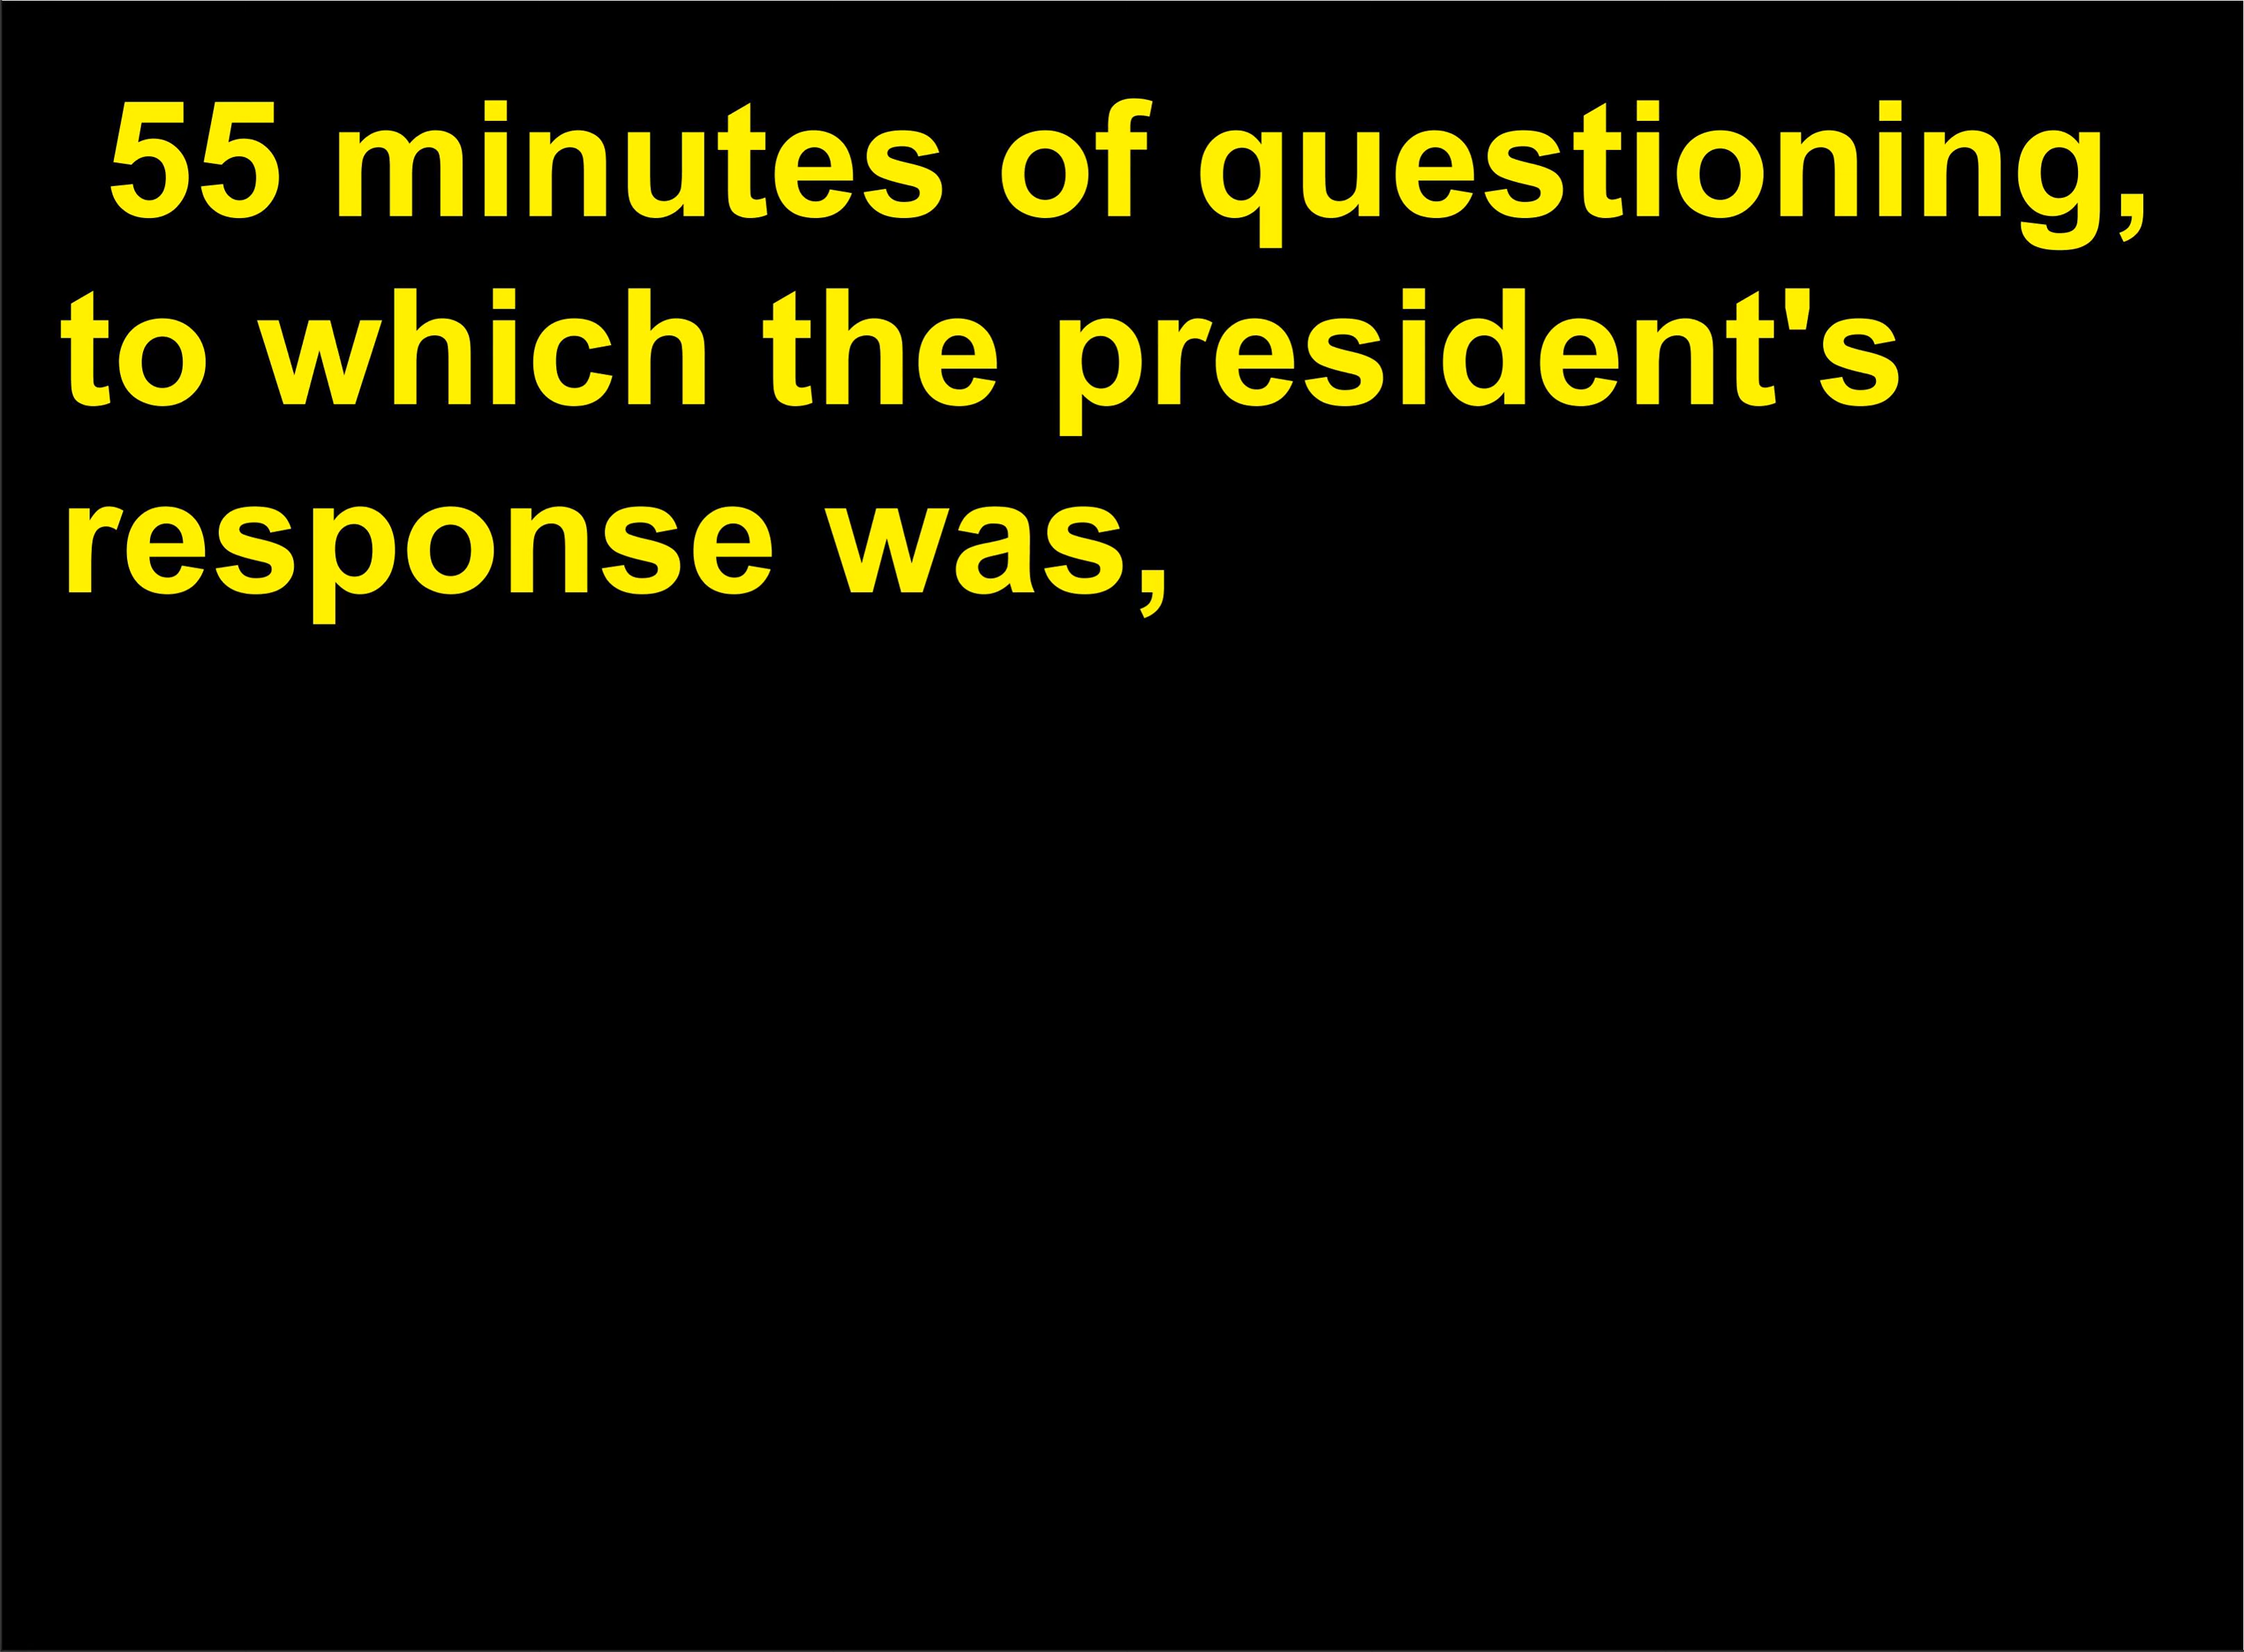 55 minutes of questioning,
to which the president's
response was,